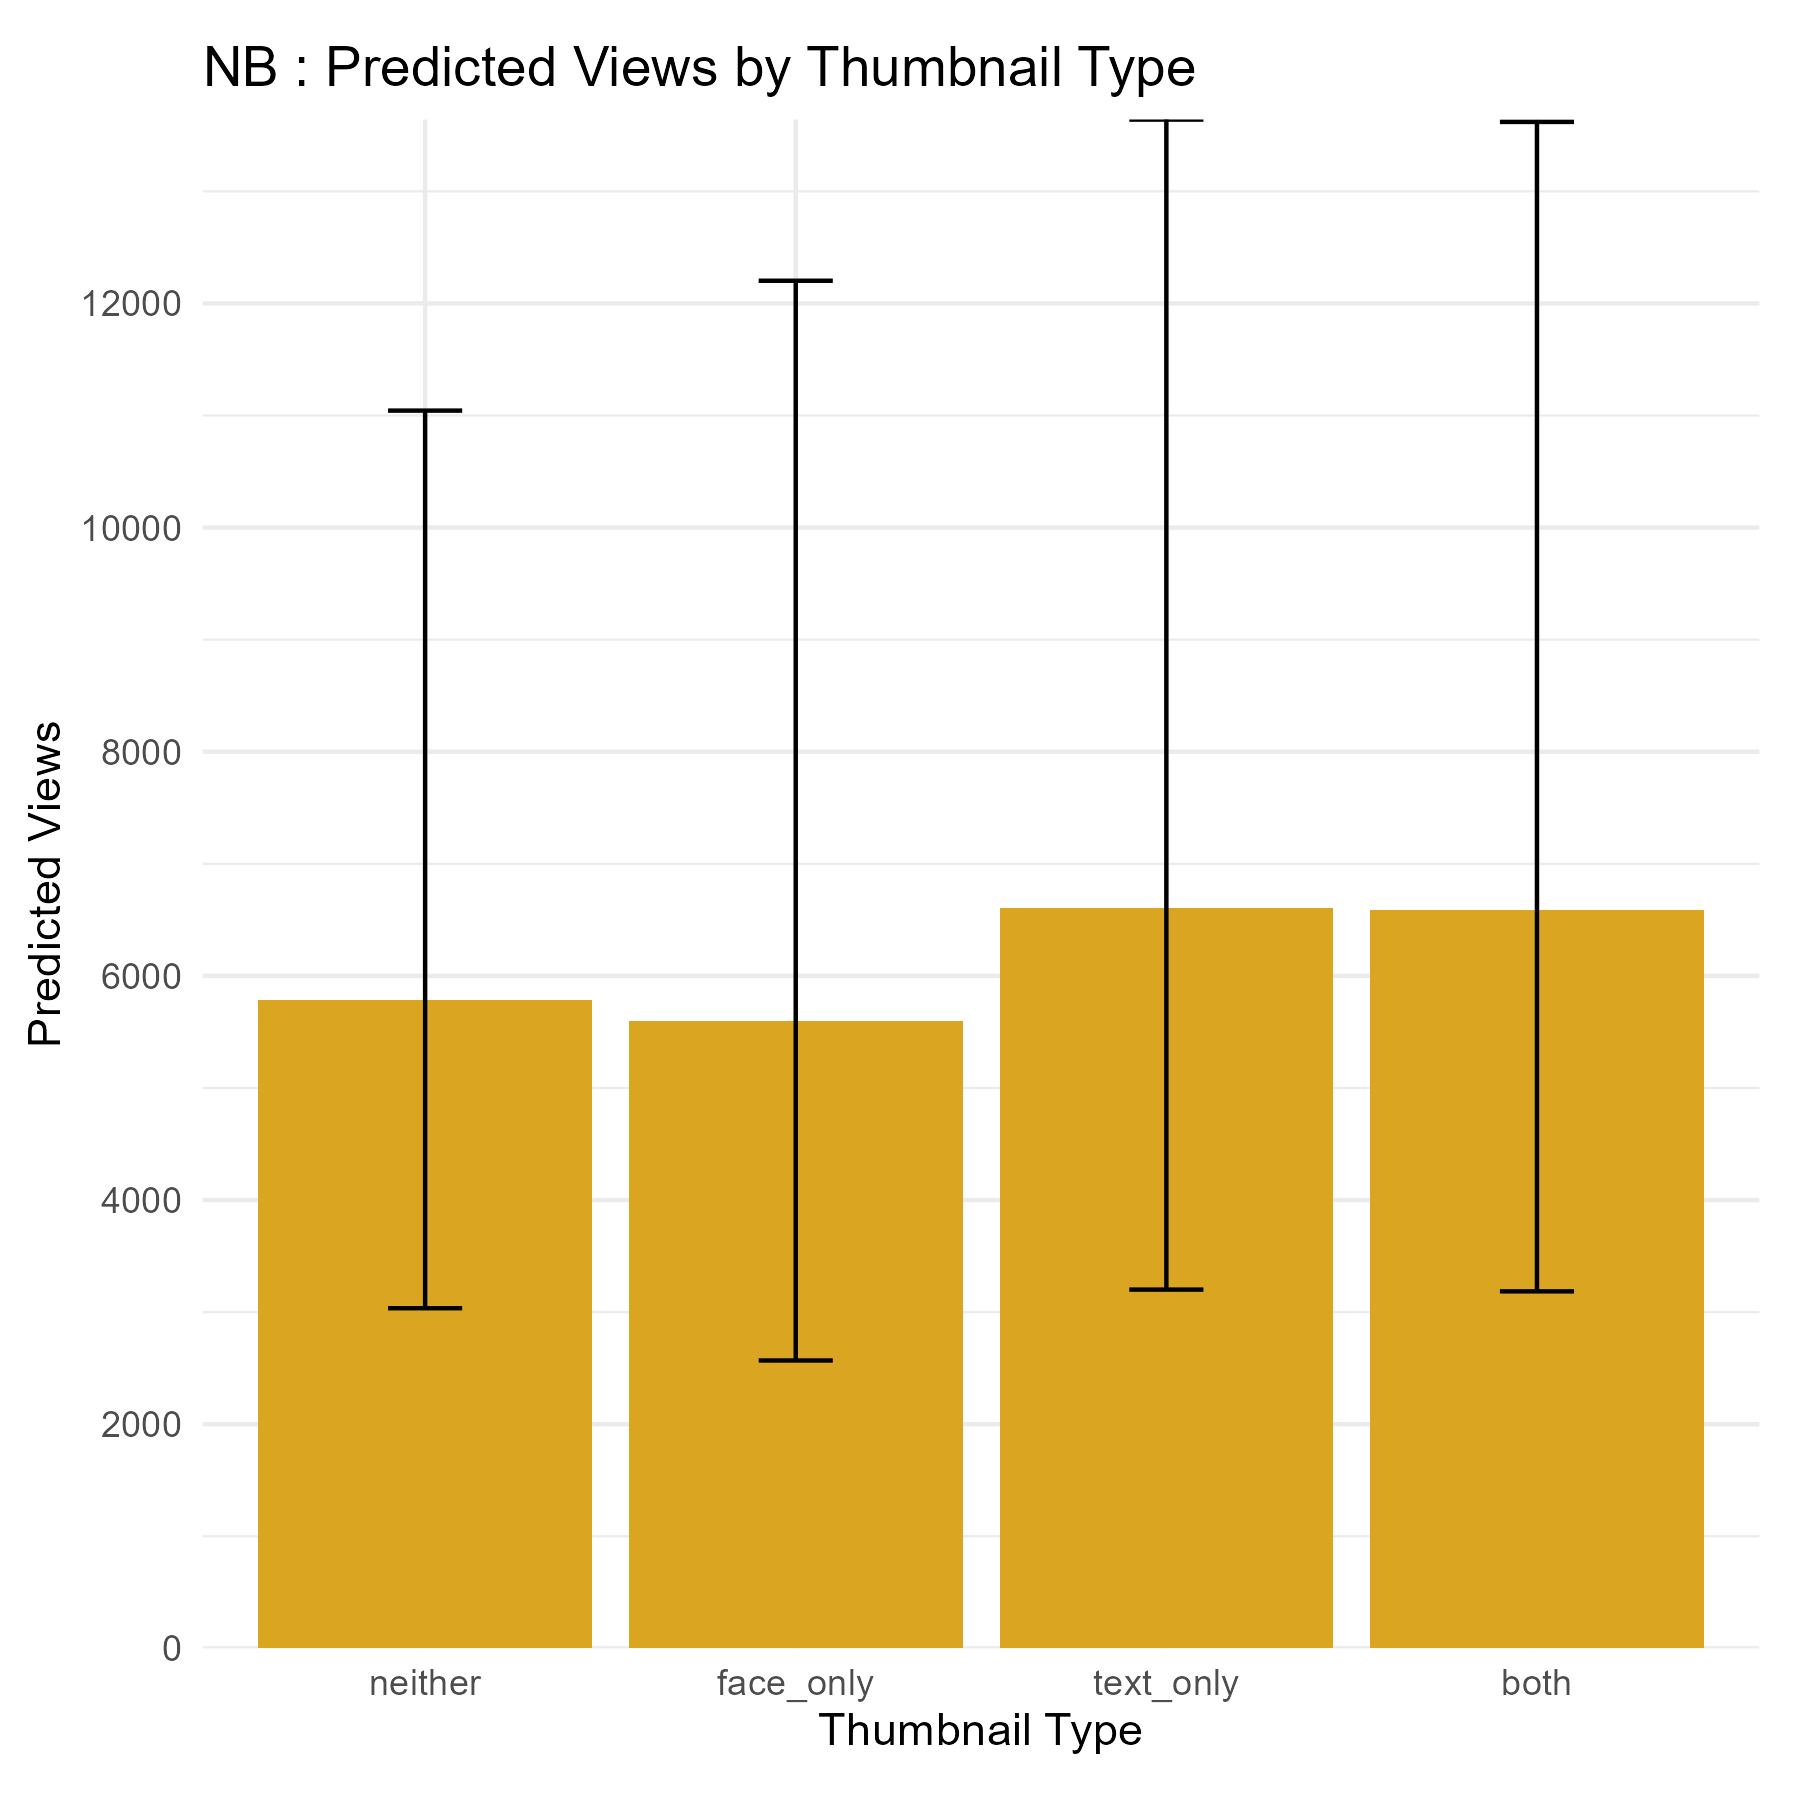 NB : Predicted Views by Thumbnail Type
Predicted Views
12000
10000
8000
6000
4000
2000
0
neither face_only text_only both
Thumbnail Type